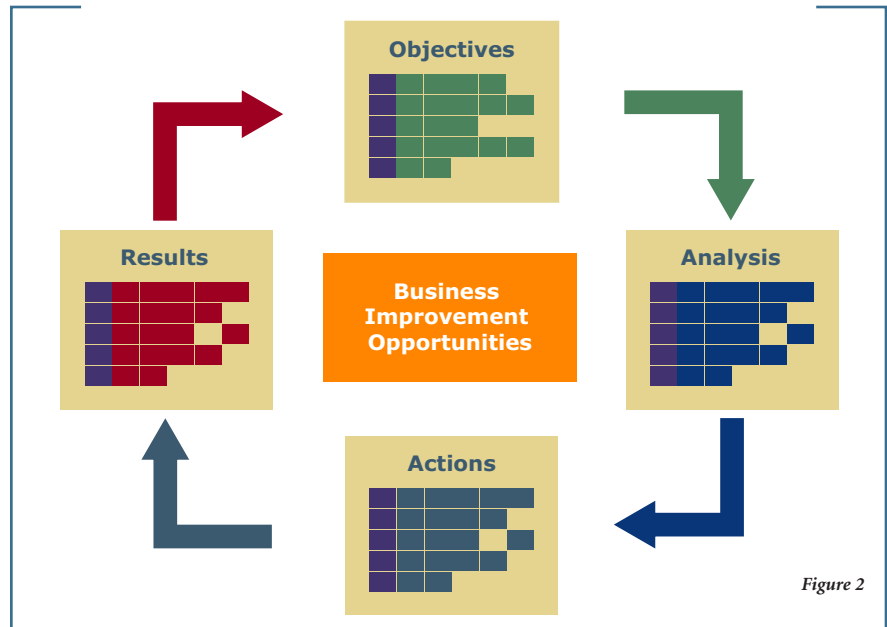 Objectives
Results
Analysis
Business
Improvement
Opportunities
Actions
Figure 2